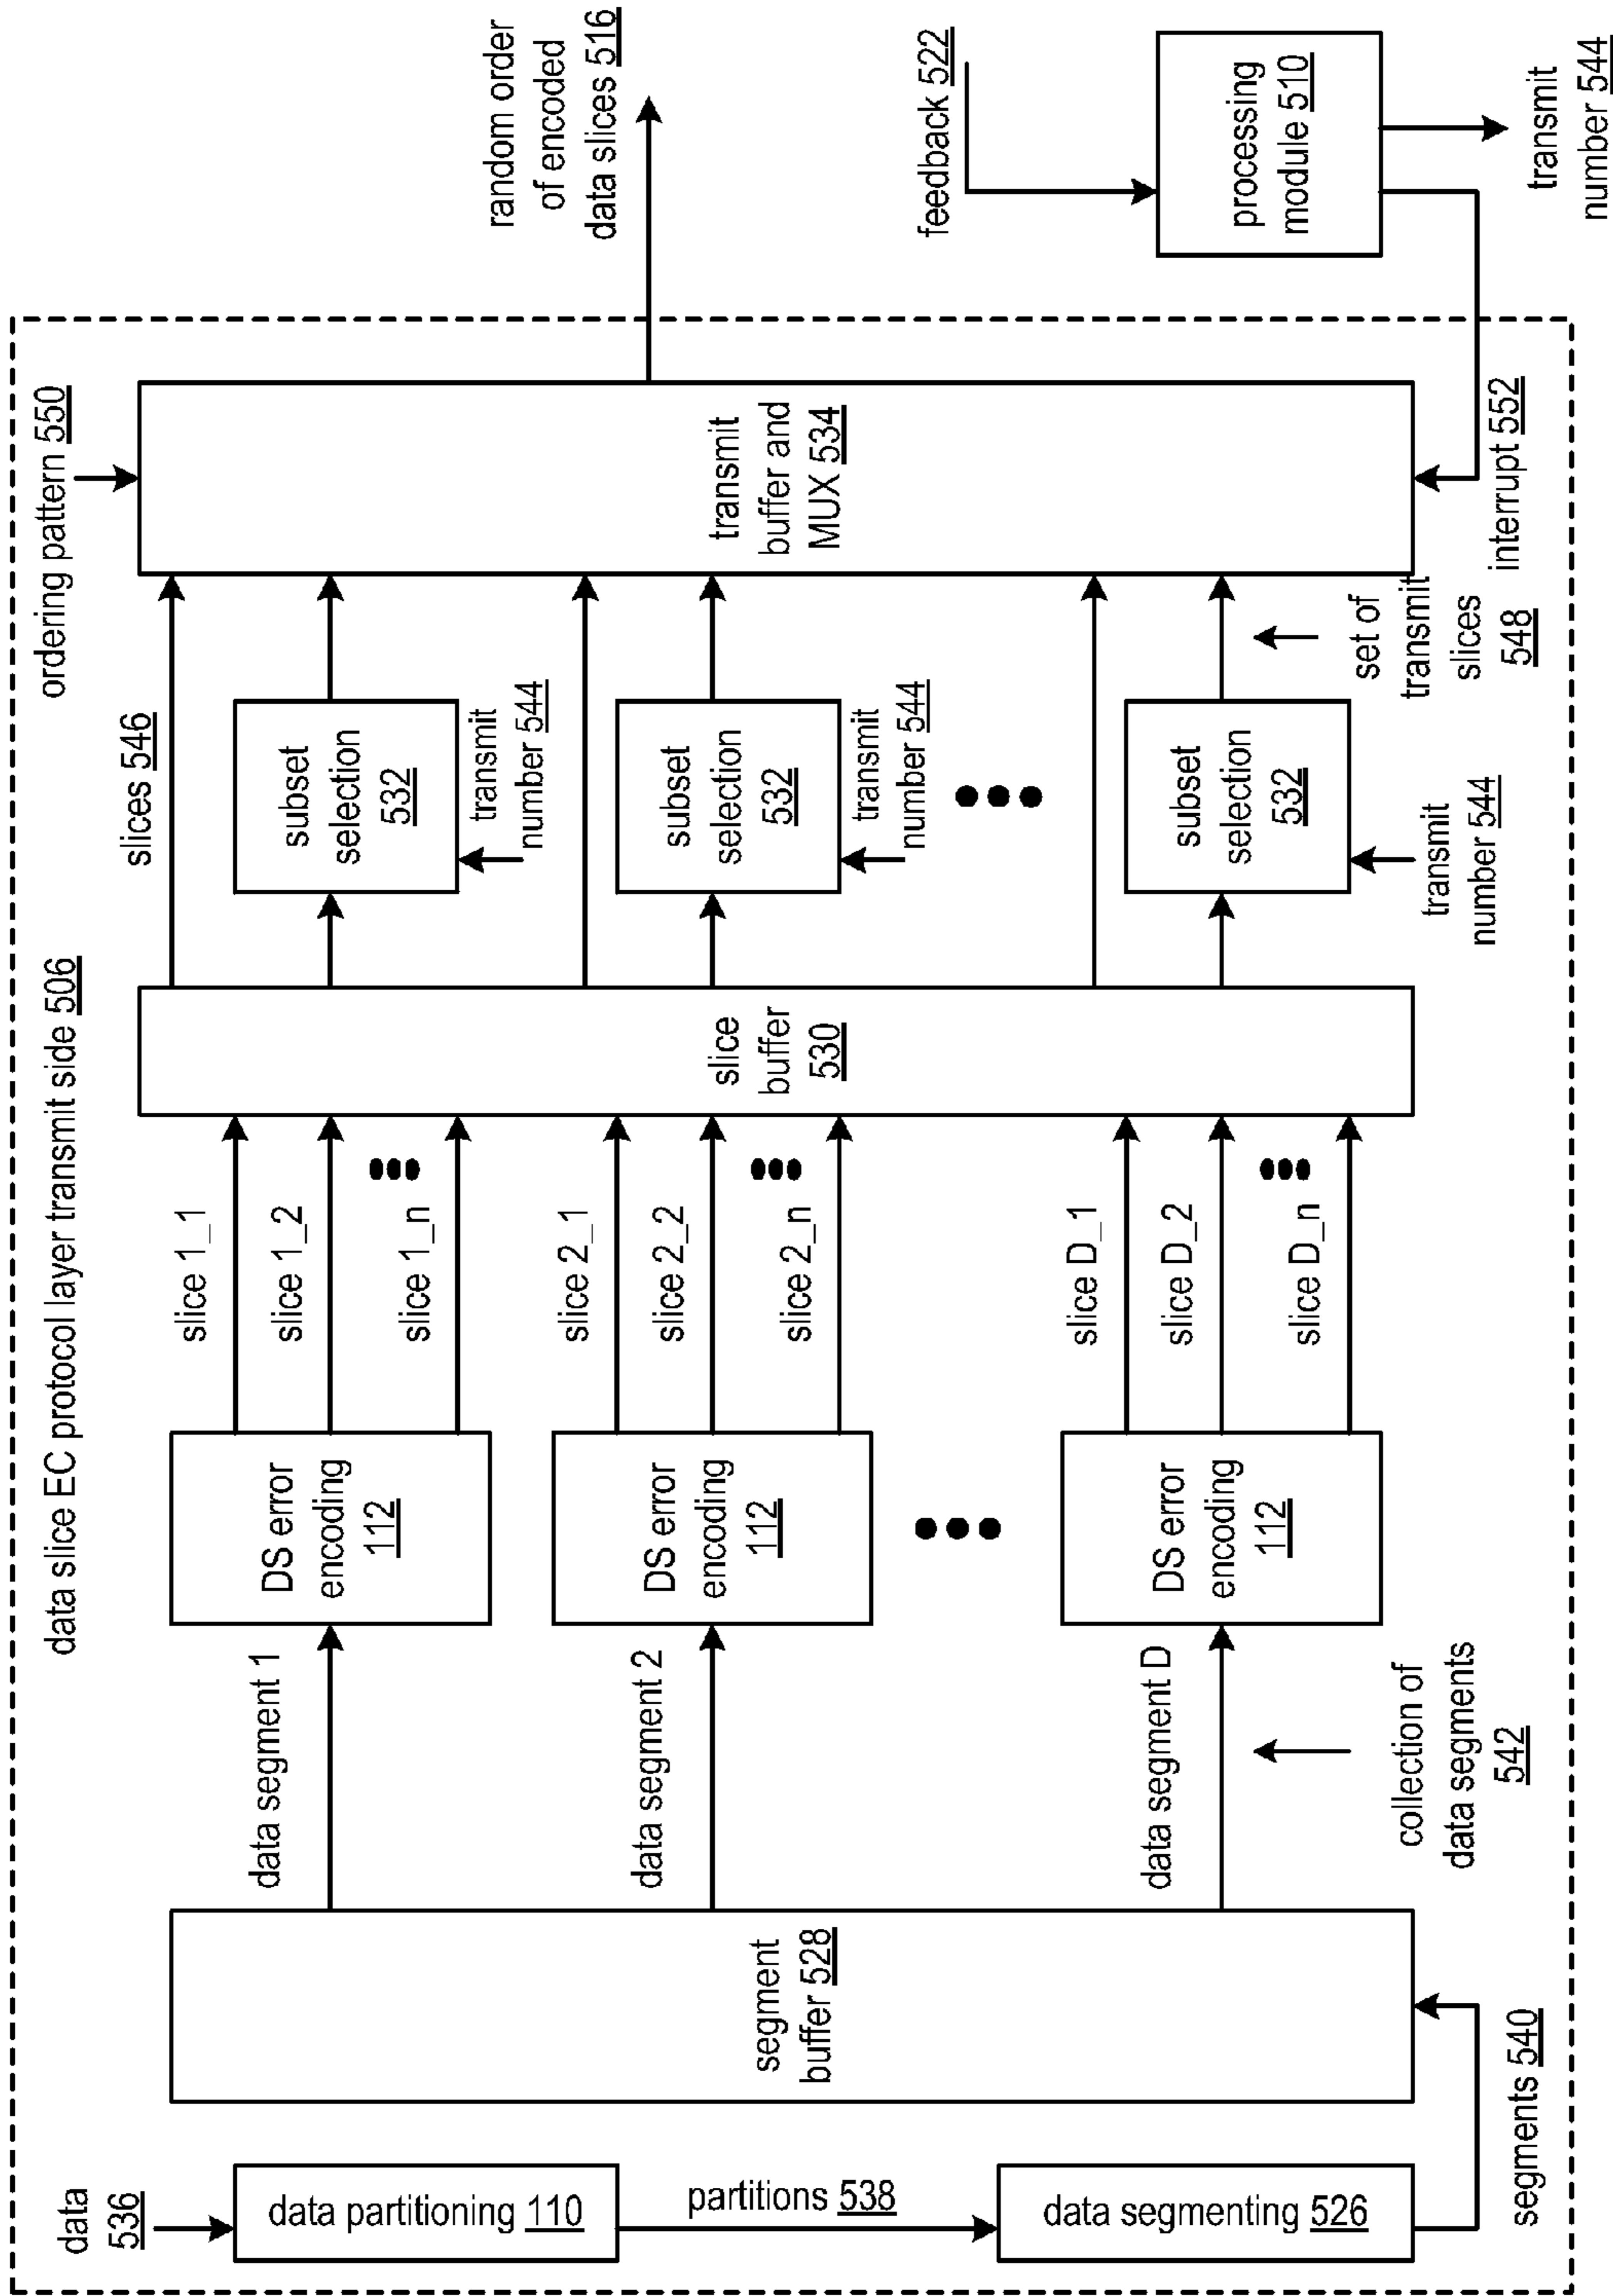 data slice EC protocol layer transmit side 506
data
536
data partitioning 110
partitions 538
data segmenting 526
segments 540
segment
buffer 528
data segment 1
data segment 2
data segment D
collection of
data segments
542
DS error
encoding
112
DS error
encoding
112
DS error
encoding
112
slice 1_1
slice 1_2
slice 1_n
slice 2_1
slice 2_2
slice 2_n
slice D_1
slice D_2
slice D_n
slice
buffer
530
slices 546
subset
selection
532
transmit
number 544
subset
selection
532
transmit
number 544
subset
selection
532
transmit
number 544
set of
transmit
slices
548
ordering pattern 550
transmit
buffer and
MUX 534
interrupt 552
random order
of encoded
data slices 516
feedback 522
processing
module 510
transmit
number 544